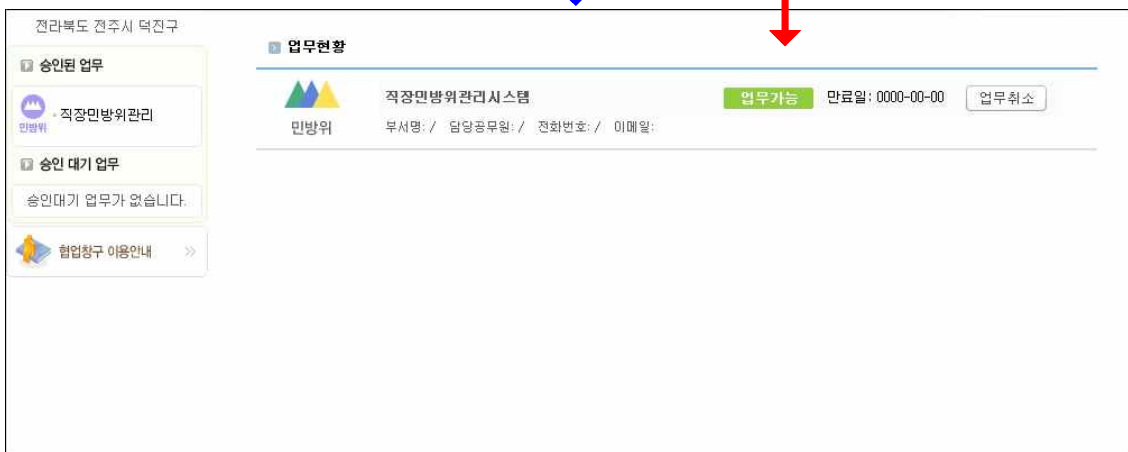 전라북도 전주시 덕진구
승인된 업무
민방위
· 직장민방위관리
승인 대기 업무
승인대기 업무가 없습니다.
협업창구 이용안내 »
업무현황
민방위
직장민방위관리시스템 업무가능 만료일: 0000-00-00 업무취소
부서명: / 담당공무원: / 전화번호: / 이메일: